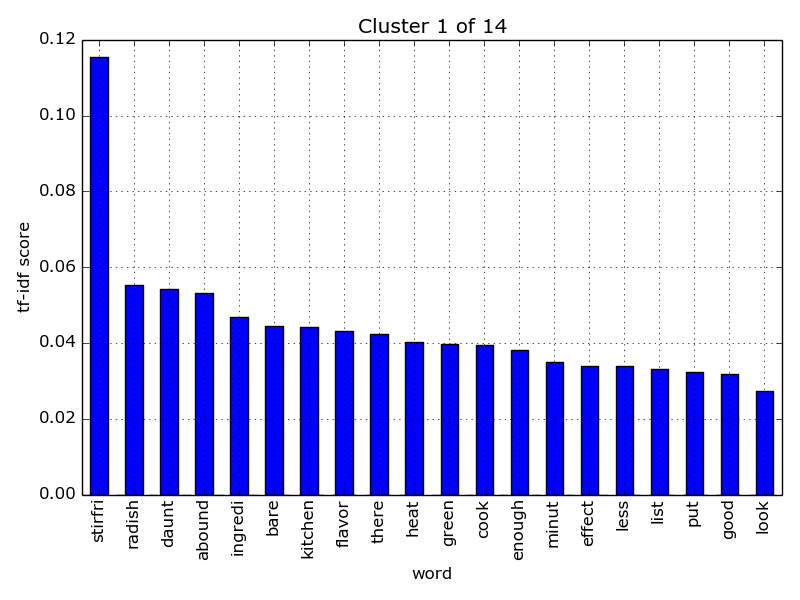 Cluster 1 of 14
tf-idf score
0.12
0.10
0.08
0.06
0.04
0.02
0.00
stirfri radish daunt abound ingredi bare kitchen flavor there heat green cook enough minut effect less list put good look
word